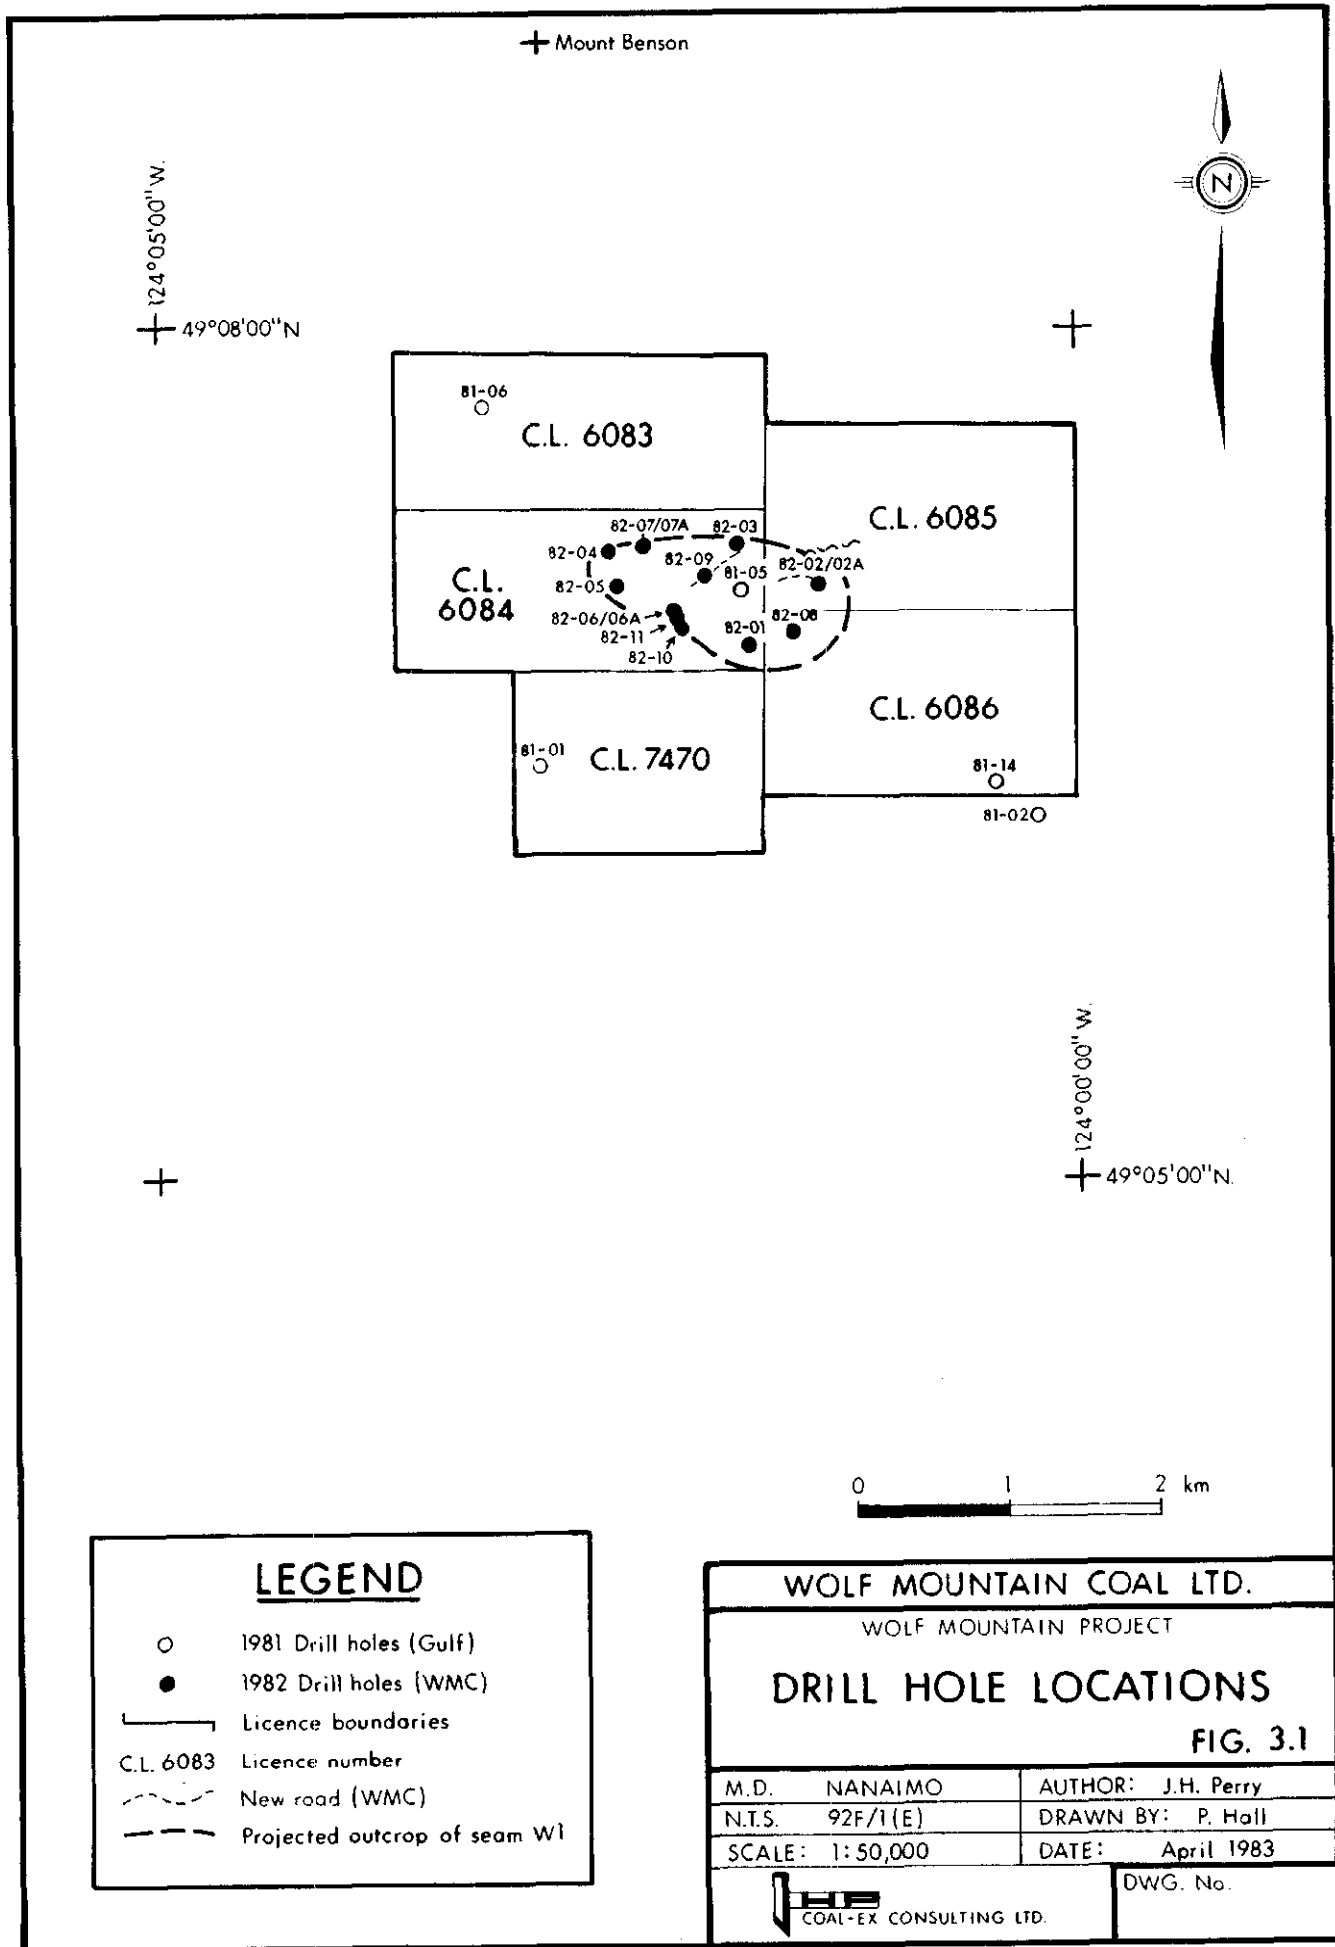 Mount Benson
N
124°05'00" W.
49°08'00"N
81-06
C.L. 6083
C.L. 6085
82-07/07A
82-03
82-04
82-09
81-05
82-02/02A
82-05
C.L.
6084
82-06/06A
82-11
82-10
82-01
82-08
C.L. 6086
81-01
C.L. 7470
81-14
81-02
124°00'00" W.
49°05'00"N.
0 1 2 km
LEGEND
1981 Drill holes (Gulf)
1982 Drill holes (WMC)
Licence boundaries
C.L. 6083 Licence number
New road (WMC)
Projected outcrop of seam W1
WOLF MOUNTAIN COAL LTD.
WOLF MOUNTAIN PROJECT
DRILL HOLE LOCATIONS
FIG. 3.1
M.D. NANAIMO
AUTHOR: J.H. Perry
N.T.S. 92F/1(E)
DRAWN BY: P. Hall
SCALE: 1:50,000
DATE: April 1983
COAL-EX CONSULTING LTD.
DWG. No.